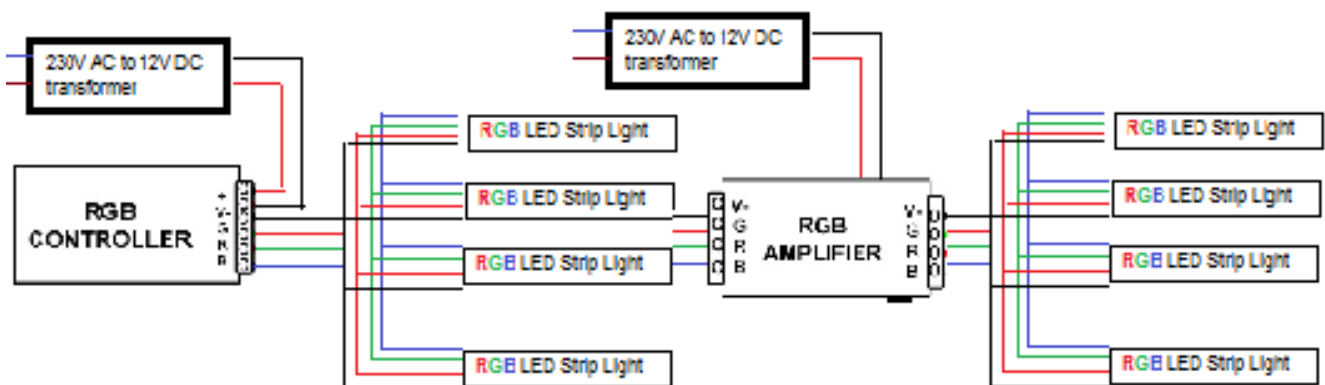 230V AC to 12V DC
transformer
230V AC to 12V DC
transformer
RGB LED Strip Light
RGB LED Strip Light
RGB LED Strip Light
RGB LED Strip Light
RGB
CONTROLLER
R
B
V+
G
R
B
RGB
AMPLIFIER
V+
G
R
B
RGB LED Strip Light
RGB LED Strip Light
RGB LED Strip Light
RGB LED Strip Light